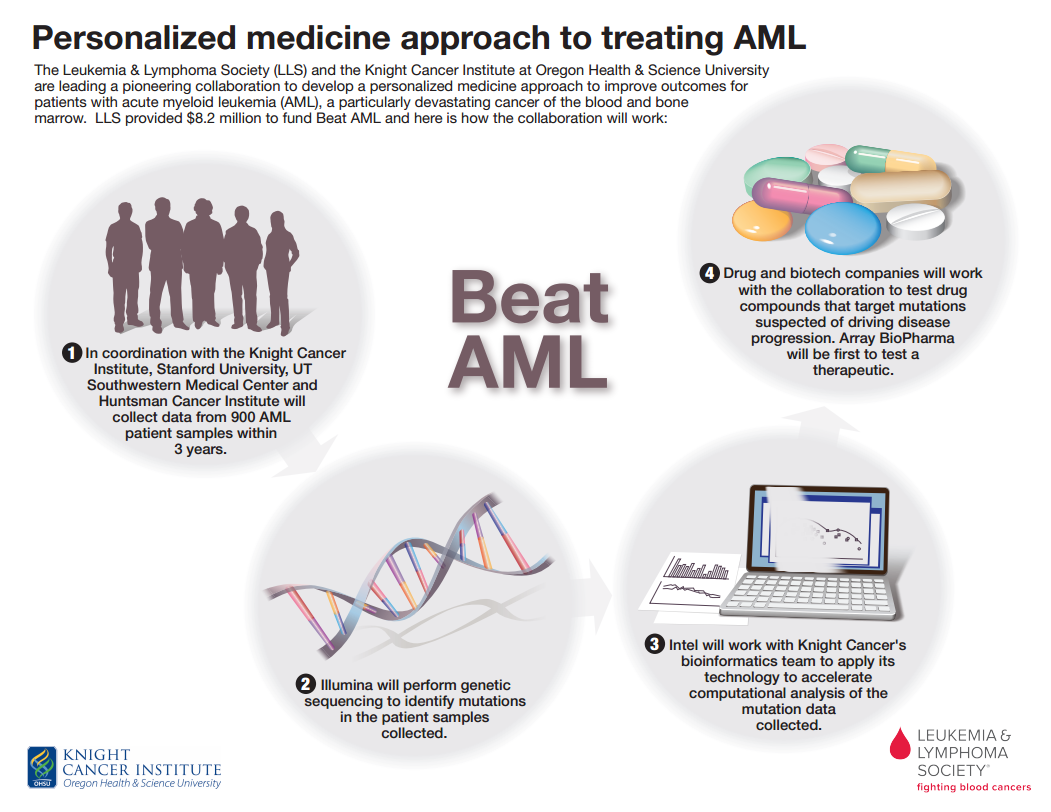 Personalized medicine approach to treating AML
The Leukemia & Lymphoma Society (LLS) and the Knight Cancer Institute at Oregon Health & Science University
are leading a pioneering collaboration to develop a personalized medicine approach to improve outcomes for
patients with acute myeloid leukemia (AML), a particularly devastating cancer of the blood and bone
marrow. LLS provided $8.2 million to fund Beat AML and here is how the collaboration will work:
Beat
AML
1 In coordination with the Knight Cancer
Institute, Stanford University, UT
Southwestern Medical Center and
Huntsman Cancer Institute will
collect data from 900 AML
patient samples within
3 years.
2 Illumina will perform genetic
sequencing to identify mutations
in the patient samples
collected.
3 Intel will work with Knight Cancer's
bioinformatics team to apply its
technology to accelerate
computational analysis of the
mutation data
collected.
4 Drug and biotech companies will work
with the collaboration to test drug
compounds that target mutations
suspected of driving disease
progression. Array BioPharma
will be first to test a
therapeutic.
OHSU
KNIGHT
CANCER INSTITUTE
Oregon Health & Science University
LEUKEMIA &
LYMPHOMA
SOCIETY®
fighting blood cancers